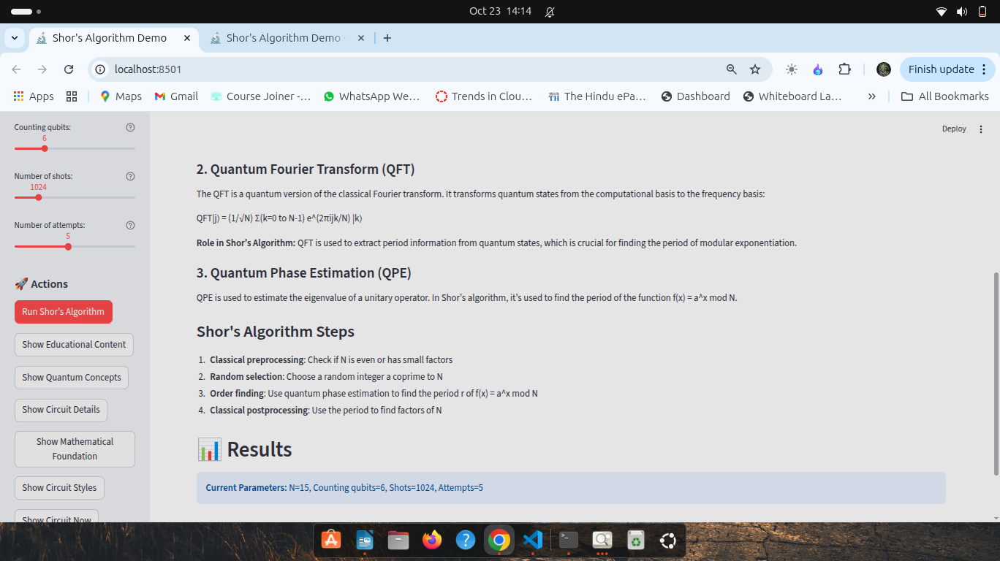 Oct 23 14:14
Shor's Algorithm Demo
Shor's Algorithm Demo
localhost:8501
Finish update
Apps
Maps
Gmail
Course Joiner -...
WhatsApp We...
Trends in Clou...
The Hindu ePa...
Dashboard
Whiteboard La...
All Bookmarks
Counting qubits:
6
Number of shots:
1024
Number of attempts:
5
🚀 Actions
Run Shor's Algorithm
Show Educational Content
Show Quantum Concepts
Show Circuit Details
Show Mathematical
Foundation
Show Circuit Styles
Show Circuit Now
Deploy
2. Quantum Fourier Transform (QFT)
The QFT is a quantum version of the classical Fourier transform. It transforms quantum states from the computational basis to the frequency basis:
QFT|j⟩ = (1/√N) Σ(k=0 to N-1) e^(2πijk/N) |k⟩
Role in Shor's Algorithm: QFT is used to extract period information from quantum states, which is crucial for finding the period of modular exponentiation.
3. Quantum Phase Estimation (QPE)
QPE is used to estimate the eigenvalue of a unitary operator. In Shor's algorithm, it's used to find the period of the function f(x) = a^x mod N.
Shor's Algorithm Steps
1. Classical preprocessing: Check if N is even or has small factors
2. Random selection: Choose a random integer a coprime to N
3. Order finding: Use quantum phase estimation to find the period r of f(x) = a^x mod N
4. Classical postprocessing: Use the period to find factors of N
📊 Results
Current Parameters: N=15, Counting qubits=6, Shots=1024, Attempts=5